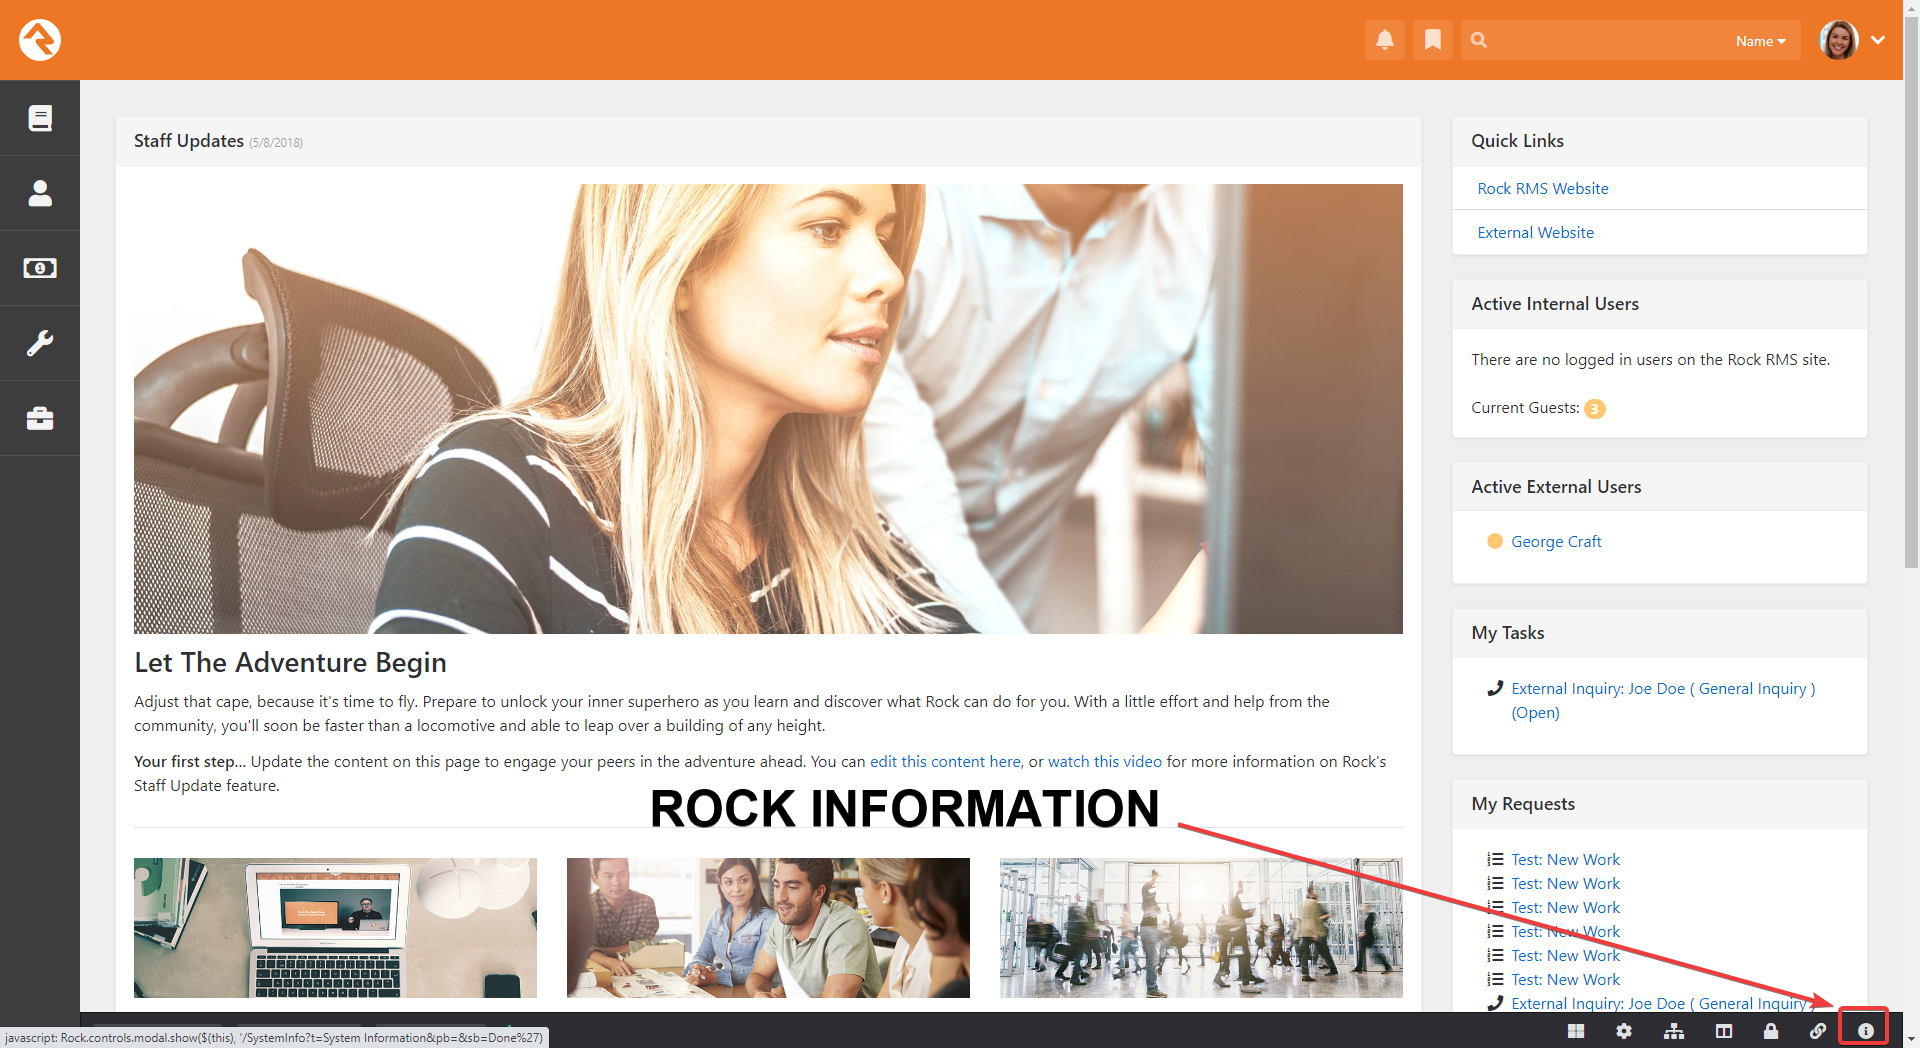 Name
Staff Updates (5/8/2018)
Let The Adventure Begin
Adjust that cape, because it's time to fly. Prepare to unlock your inner superhero as you learn and discover what Rock can do for you. With a little effort and help from the
community, you'll soon be faster than a locomotive and able to leap over a building of any height.
Your first step... Update the content on this page to engage your peers in the adventure ahead. You can edit this content here, or watch this video for more information on Rock's
Staff Update feature.
ROCK INFORMATION
Quick Links
Rock RMS Website
External Website
Active Internal Users
There are no logged in users on the Rock RMS site.
Current Guests: 3
Active External Users
George Craft
My Tasks
External Inquiry: Joe Doe ( General Inquiry )
(Open)
My Requests
Test: New Work
Test: New Work
Test: New Work
Test: New Work
Test: New Work
Test: New Work
External Inquiry: Joe Doe ( General Inquiry )
javascript: Rock.controls.modal.show($(this), '/SystemInfo?t=System Information&pb=&sb=Done%27)